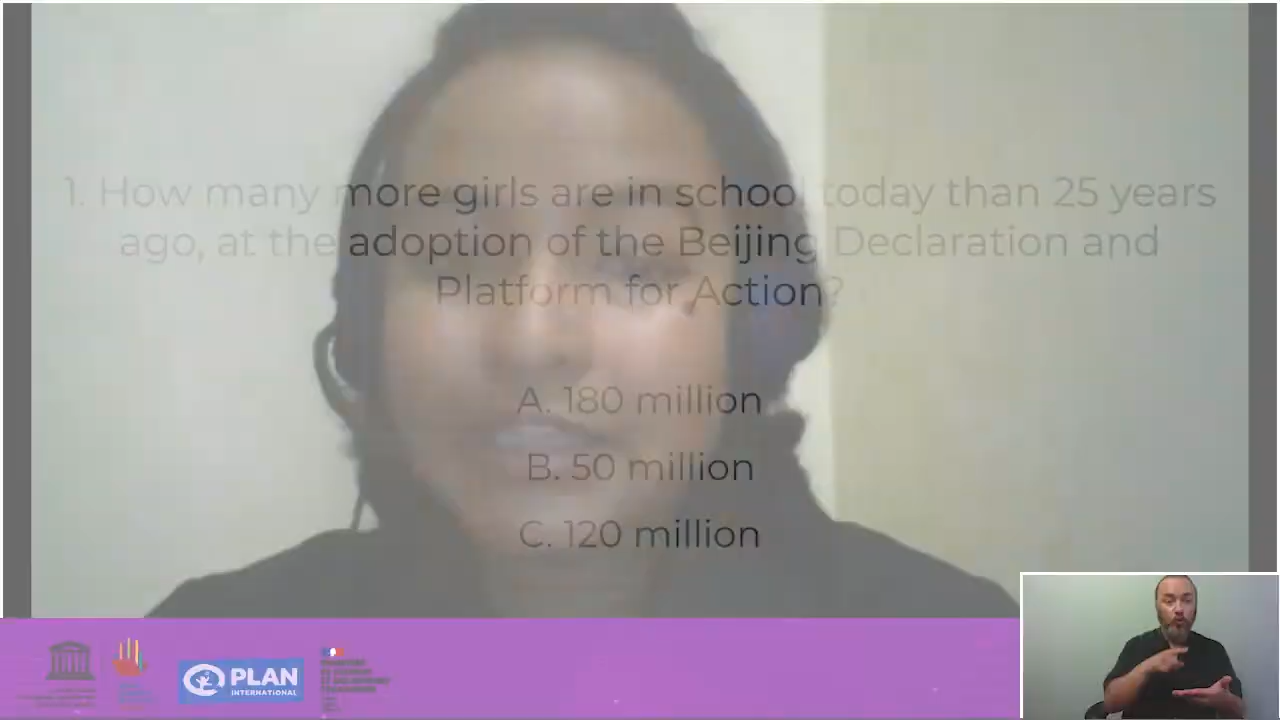 1. How many more girls are in school today than 25 years
ago, at the adoption of the Beijing Declaration and
Platform for Action?
A. 180 million
B. 50 million
C. 120 million
PLAN
INTERNATIONAL